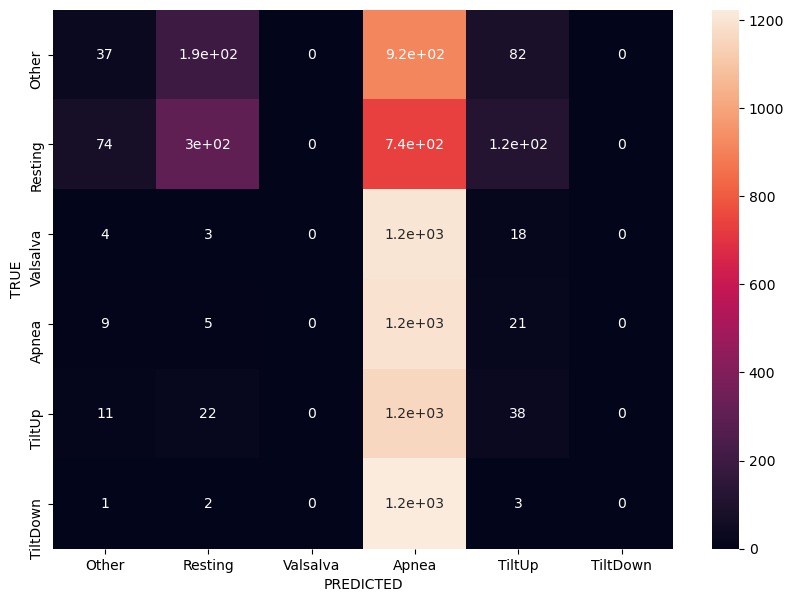 Other 37 1.9e+02 0 9.2e+02 82 0
Resting 74 3e+02 0 7.4e+02 1.2e+02 0
Valsalva 4 3 0 1.2e+03 18 0
Apnea 9 5 0 1.2e+03 21 0
TiltUp 11 22 0 1.2e+03 38 0
TiltDown 1 2 0 1.2e+03 3 0
Other Resting Valsalva Apnea TiltUp TiltDown
PREDICTED
TRUE
1200
1000
800
600
400
200
0